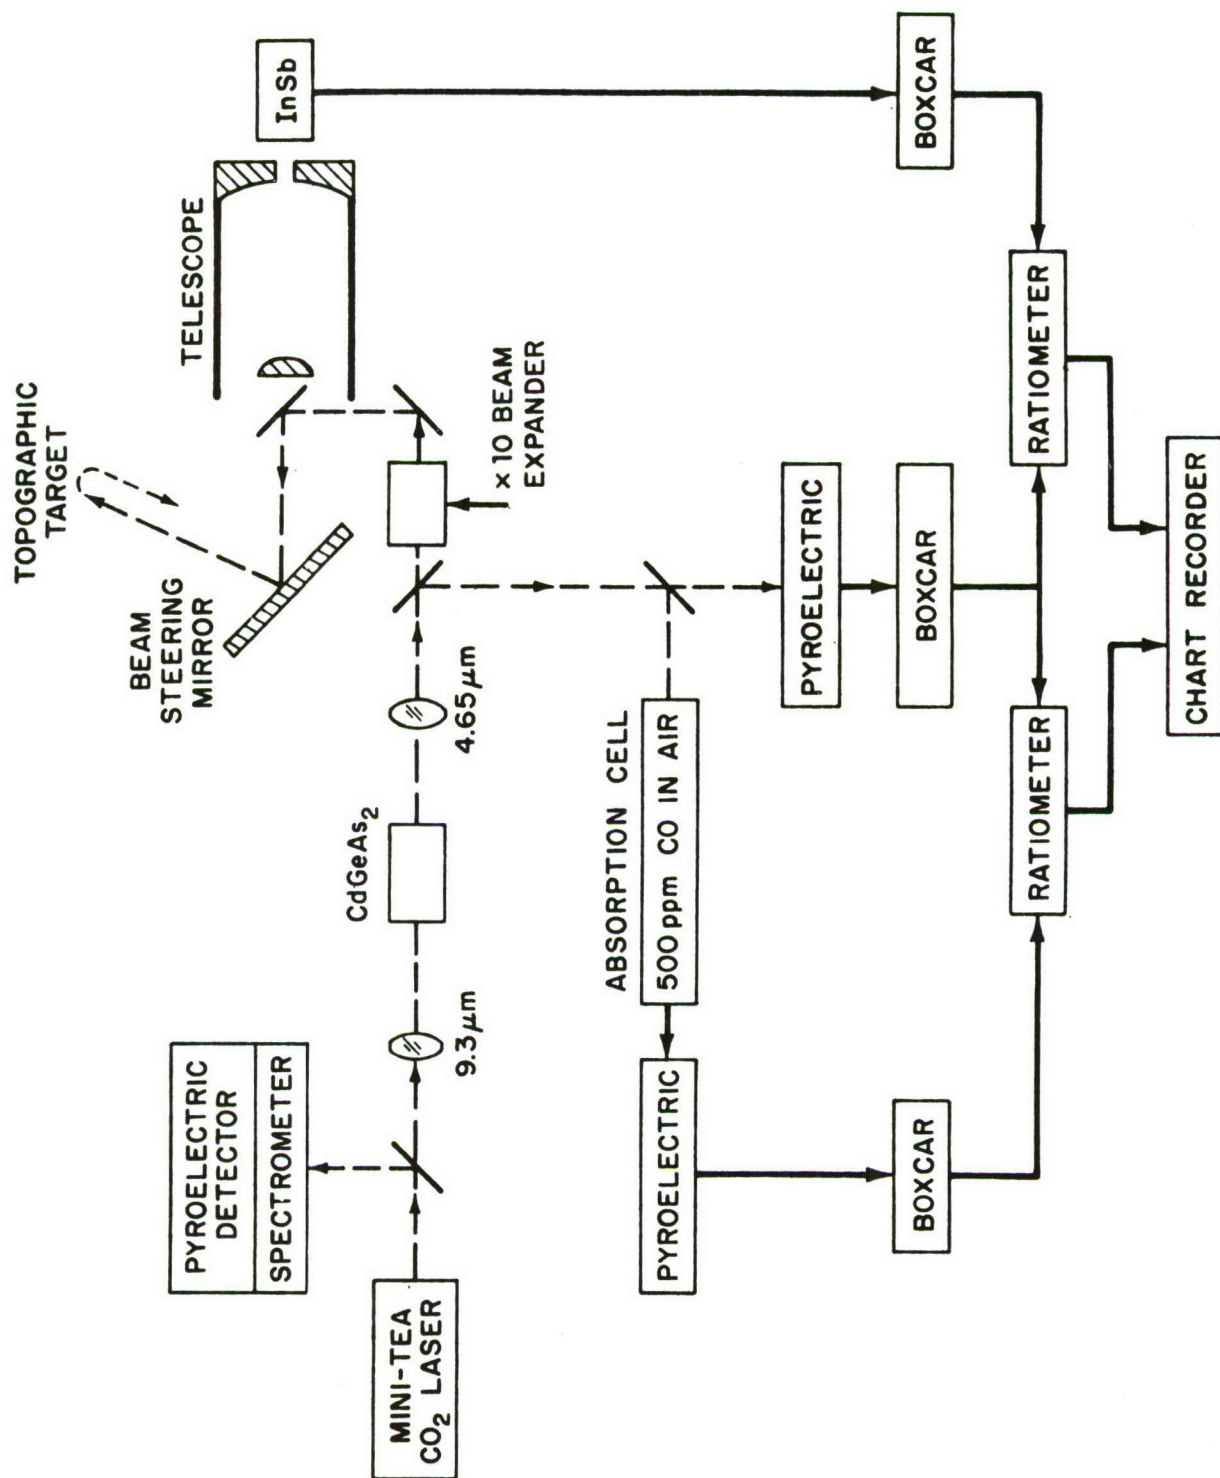 TOPOGRAPHIC
TARGET
BEAM
STEERING
MIRROR
TELESCOPE
InSb
PYROELECTRIC
DETECTOR
SPECTROMETER
MINI-TEA
CO₂ LASER
9.3 μm
CdGeAs₂
4.65 μm
× 10 BEAM
EXPANDER
ABSORPTION CELL
500 ppm CO IN AIR
PYROELECTRIC
PYROELECTRIC
BOXCAR
BOXCAR
BOXCAR
RATIOMETER
RATIOMETER
CHART RECORDER